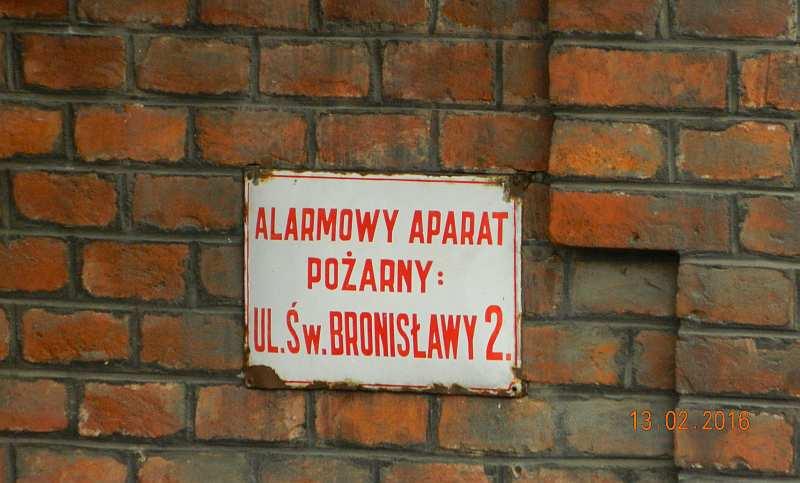 ALARMOWY APARAT
POŻARNY:
UL.ŚW.BRONISŁAWY 2.
13.02.2016